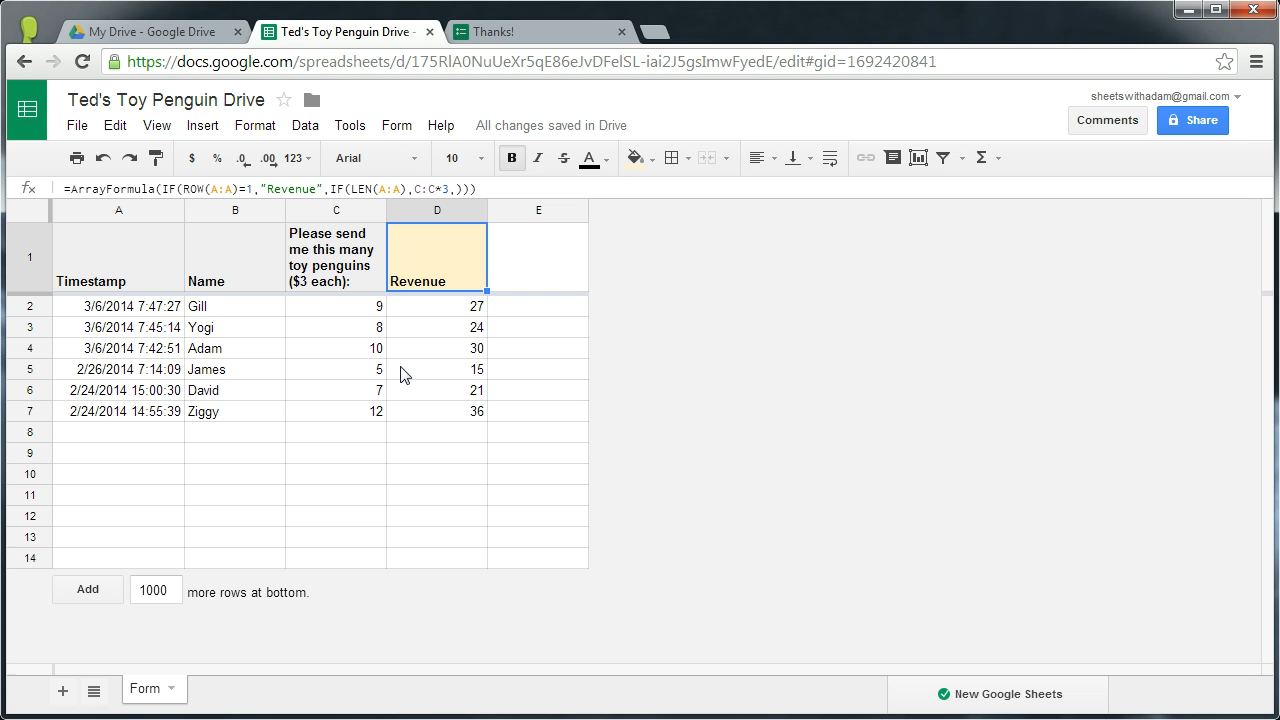 My Drive - Google Drive × Ted's Toy Penguin Drive - × Thanks! ×
https://docs.google.com/spreadsheets/d/175RlA0NuUeXr5qE86eJvDFelSL-iai2J5gsImwFyedE/edit#gid=1692420841
Ted's Toy Penguin Drive
sheetswithadam@gmail.com
File Edit View Insert Format Data Tools Form Help All changes saved in Drive
Comments Share
$ % .0 .00 123 Arial 10 B I S A Σ
fx =ArrayFormula(IF(ROW(A:A)=1,"Revenue",IF(LEN(A:A),C:C*3,)))
A B C D E
1 Timestamp Name Please send
me this many
toy penguins
($3 each): Revenue
2 3/6/2014 7:47:27 Gill 9 27
3 3/6/2014 7:45:14 Yogi 8 24
4 3/6/2014 7:42:51 Adam 10 30
5 2/26/2014 7:14:09 James 5 15
6 2/24/2014 15:00:30 David 7 21
7 2/24/2014 14:55:39 Ziggy 12 36
8
9
10
11
12
13
14
Add 1000 more rows at bottom.
+ Form New Google Sheets